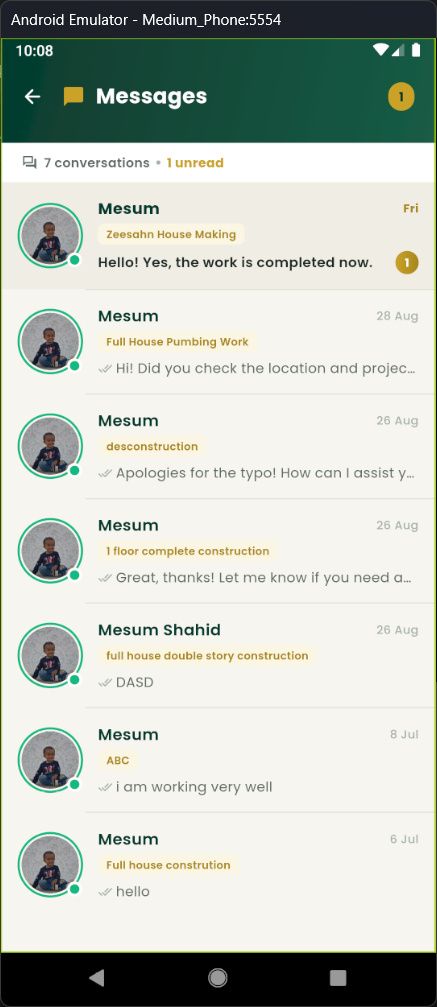 Android Emulator - Medium_Phone:5554
10:08
Messages
1
7 conversations • 1 unread
Mesum
Fri
Zeesahn House Making
Hello! Yes, the work is completed now.
1
Mesum
28 Aug
Full House Pumbing Work
Hi! Did you check the location and projec...
Mesum
26 Aug
desconstruction
Apologies for the typo! How can I assist y...
Mesum
26 Aug
1 floor complete construction
Great, thanks! Let me know if you need a...
Mesum Shahid
26 Aug
full house double story construction
DASD
Mesum
8 Jul
ABC
i am working very well
Mesum
6 Jul
Full house constrution
hello